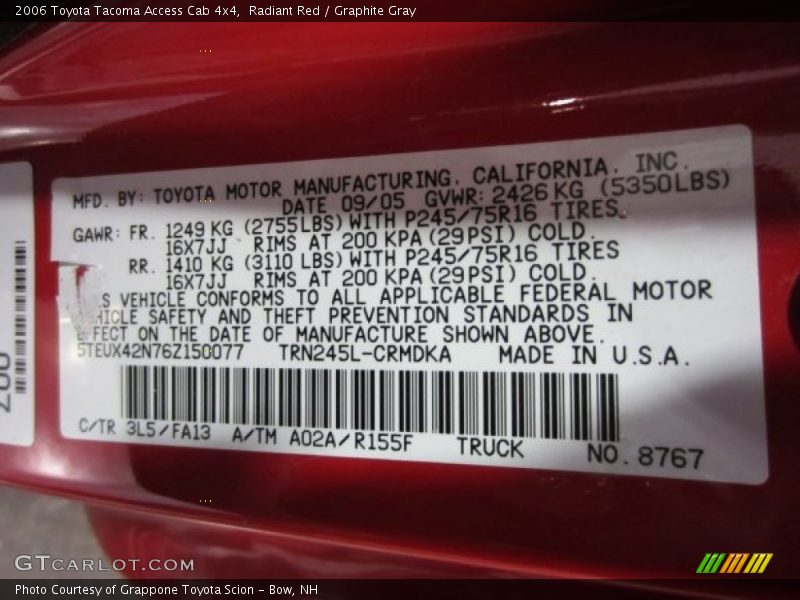 2006 Toyota Tacoma Access Cab 4x4,  Radiant Red / Graphite Gray
MFD. BY: TOYOTA MOTOR MANUFACTURING, CALIFORNIA, INC.
DATE 09/05 GVWR: 2426 KG (5350LBS)
GAWR: FR. 1249 KG (2755LBS) WITH P245/75R16 TIRES.
16X7JJ RIMS AT 200 KPA (29PSI) COLD.
RR. 1410 KG (3110 LBS) WITH P245/75R16 TIRES
16X7JJ RIMS AT 200 KPA (29PSI) COLD.
S VEHICLE CONFORMS TO ALL APPLICABLE FEDERAL MOTOR
HICLE SAFETY AND THEFT PREVENTION STANDARDS IN
EFFECT ON THE DATE OF MANUFACTURE SHOWN ABOVE.
5TEUX42N76Z150077 TRN245L-CRMDKA MADE IN U.S.A.
C/TR 3L5/FA13 A/TM A02A/R155F TRUCK NO. 8767
GTCARLOT.COM
Photo Courtesy of Grappone Toyota Scion - Bow, NH